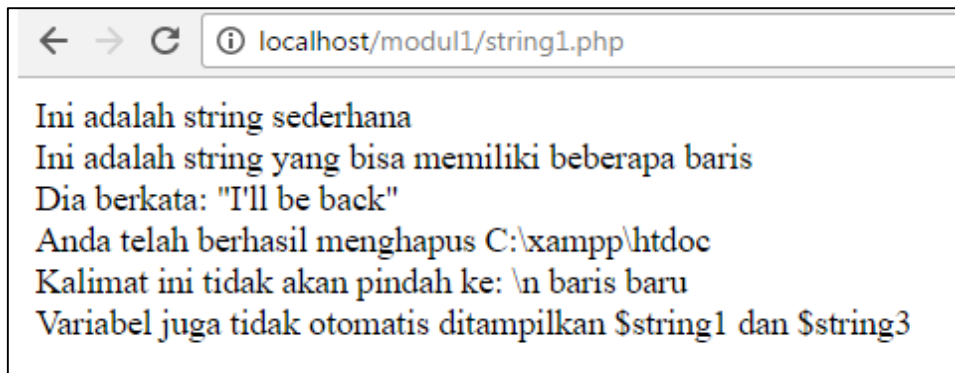 localhost/modul1/string1.php
Ini adalah string sederhana
Ini adalah string yang bisa memiliki beberapa baris
Dia berkata: "I'll be back"
Anda telah berhasil menghapus C:\xampp\htdoc
Kalimat ini tidak akan pindah ke: \n baris baru
Variabel juga tidak otomatis ditampilkan $string1 dan $string3